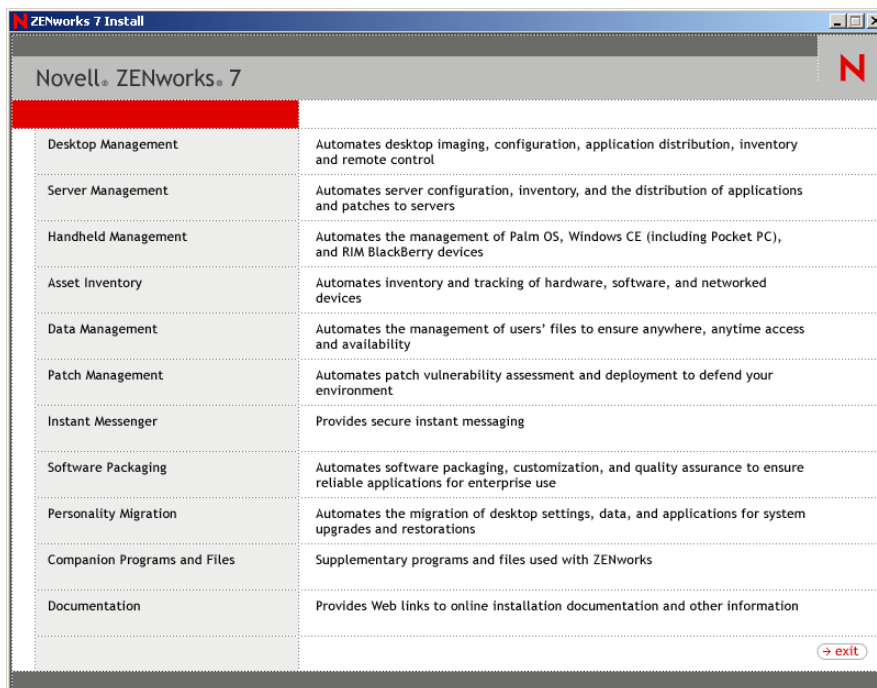 N ZENworks 7 Install
Novell® ZENworks® 7
N
Desktop Management
Automates desktop imaging, configuration, application distribution, inventory
and remote control
Server Management
Automates server configuration, inventory, and the distribution of applications
and patches to servers
Handheld Management
Automates the management of Palm OS, Windows CE (including Pocket PC),
and RIM BlackBerry devices
Asset Inventory
Automates inventory and tracking of hardware, software, and networked
devices
Data Management
Automates the management of users’ files to ensure anywhere, anytime access
and availability
Patch Management
Automates patch vulnerability assessment and deployment to defend your
environment
Instant Messenger
Provides secure instant messaging
Software Packaging
Automates software packaging, customization, and quality assurance to ensure
reliable applications for enterprise use
Personality Migration
Automates the migration of desktop settings, data, and applications for system
upgrades and restorations
Companion Programs and Files
Supplementary programs and files used with ZENworks
Documentation
Provides Web links to online installation documentation and other information
exit